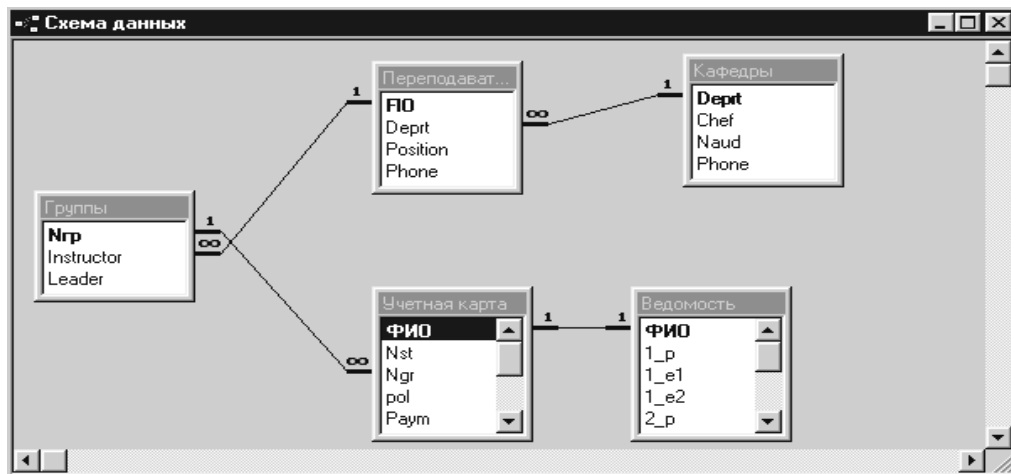 Схема данных
Переподават...
FIO
Deprt
Position
Phone
Кафедры
Deprt
Chef
Naud
Phone
1
∞
1
Группы
Nгр
Instructor
Leader
1
∞
∞
Учетная карта
ФИО
Nst
Ngr
pol
Paym
1
1
Ведомость
ФИО
1_p
1_e1
1_e2
2_p